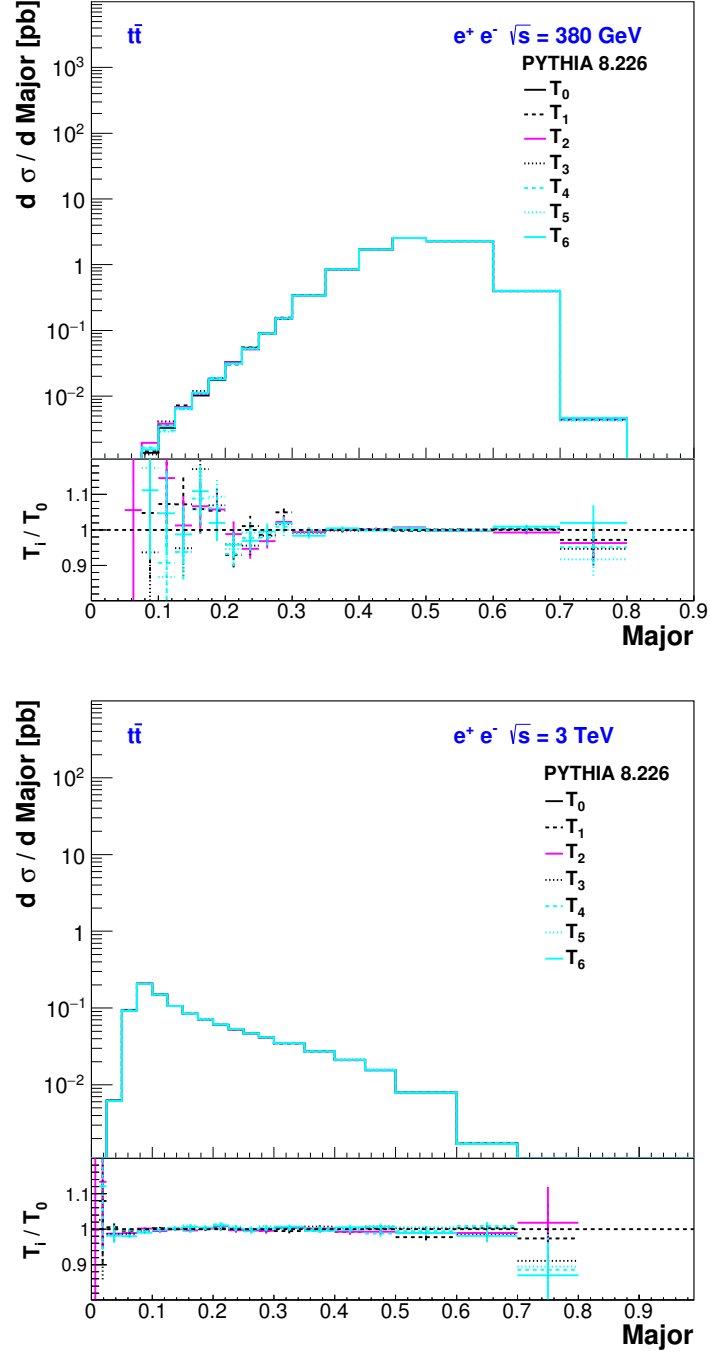 tt̄ e⁺ e⁻ √s = 380 GeV
PYTHIA 8.226
T₀
T₁
T₂
T₃
T₄
T₅
T₆
d σ / d Major [pb]
10³
10²
10
1
10⁻¹
10⁻²
T_i / T₀
1.1
1
0.9
0 0.1 0.2 0.3 0.4 0.5 0.6 0.7 0.8 0.9
Major
tt̄ e⁺ e⁻ √s = 3 TeV
PYTHIA 8.226
T₀
T₁
T₂
T₃
T₄
T₅
T₆
d σ / d Major [pb]
10²
10
1
10⁻¹
10⁻²
T_i / T₀
1.1
1
0.9
0 0.1 0.2 0.3 0.4 0.5 0.6 0.7 0.8 0.9
Major